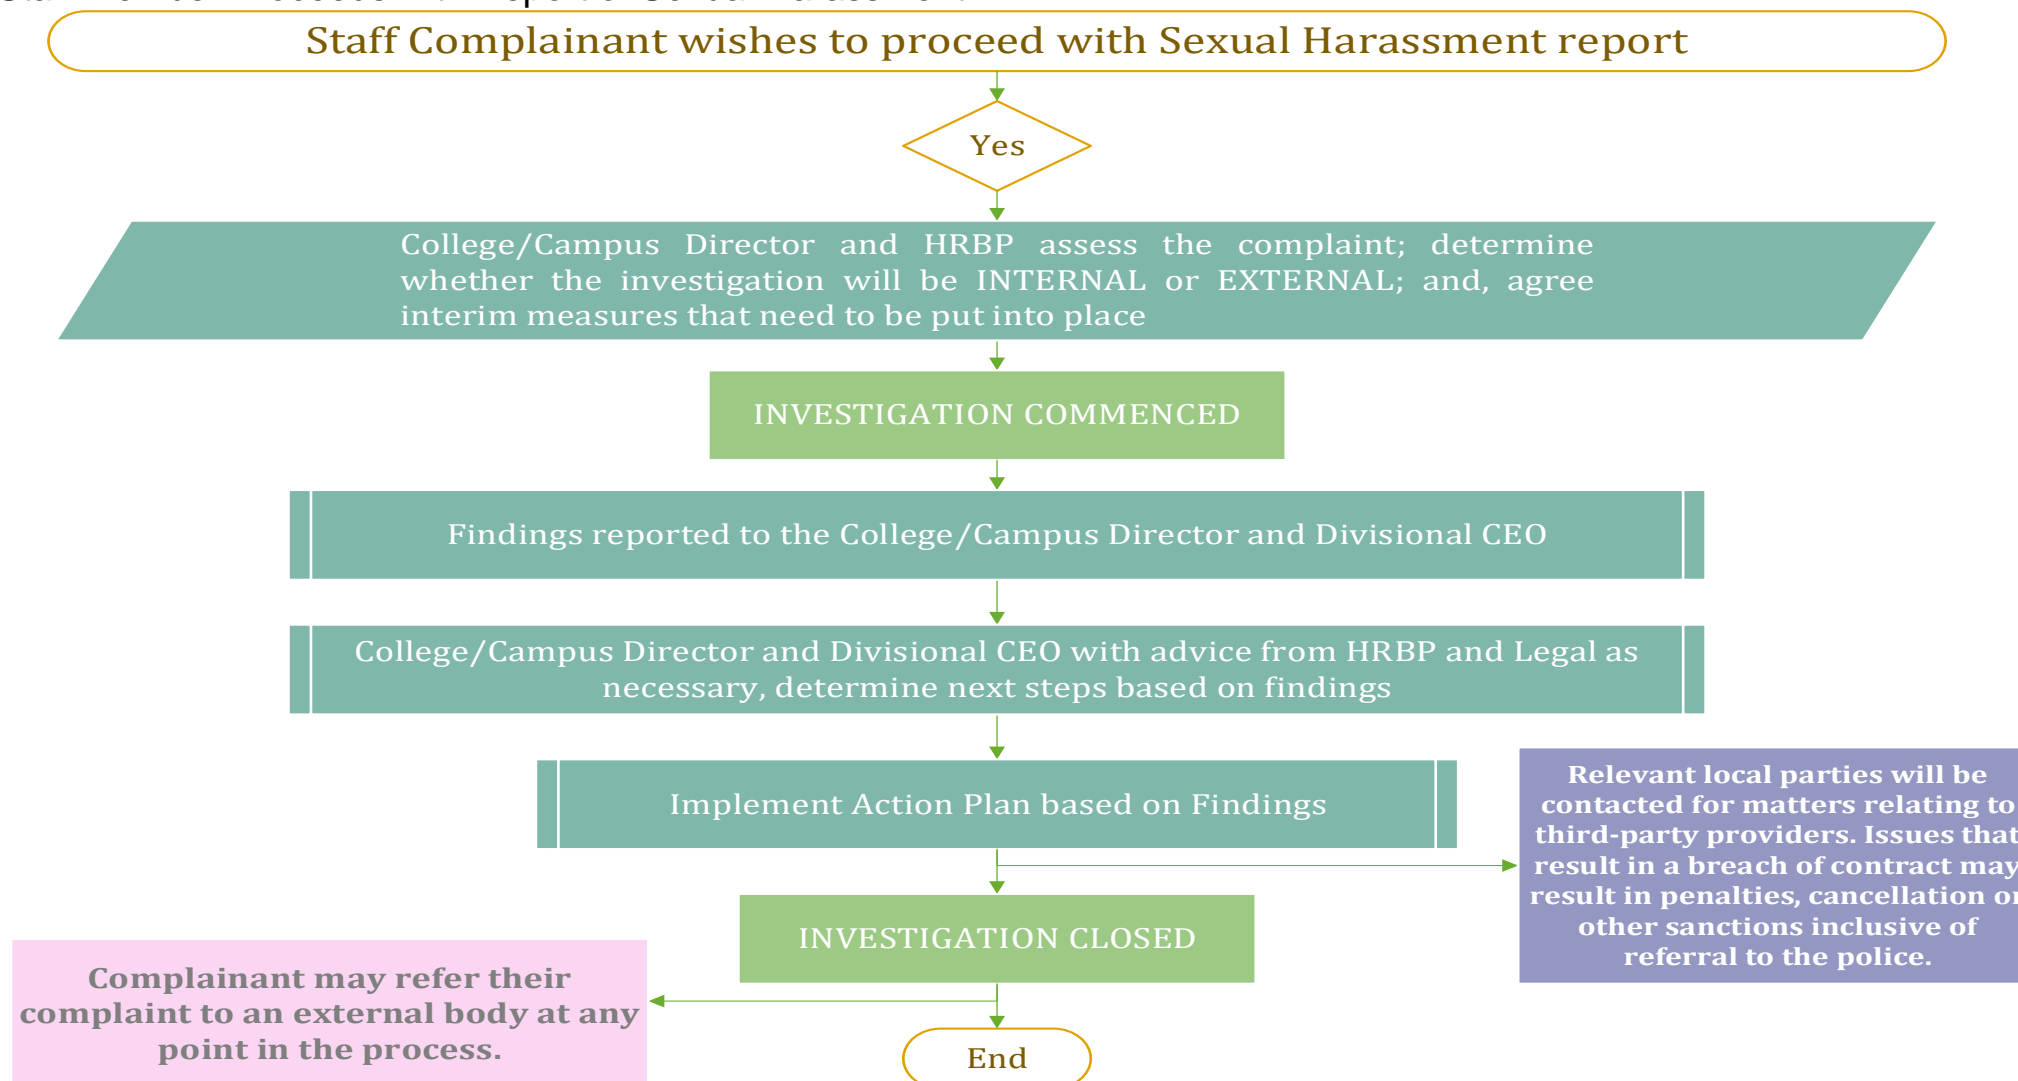 Staff Complainant wishes to proceed with Sexual Harassment report
Yes
College/Campus Director and HRBP assess the complaint; determine
whether the investigation will be INTERNAL or EXTERNAL; and, agree
interim measures that need to be put into place
INVESTIGATION COMMENCED
Findings reported to the College/Campus Director and Divisional CEO
College/Campus Director and Divisional CEO with advice from HRBP and Legal as
necessary, determine next steps based on findings
Implement Action Plan based on Findings
Relevant local parties will be
contacted for matters relating to
third-party providers. Issues that
result in a breach of contract may
result in penalties, cancellation or
other sanctions inclusive of
referral to the police.
INVESTIGATION CLOSED
Complainant may refer their
complaint to an external body at any
point in the process.
End